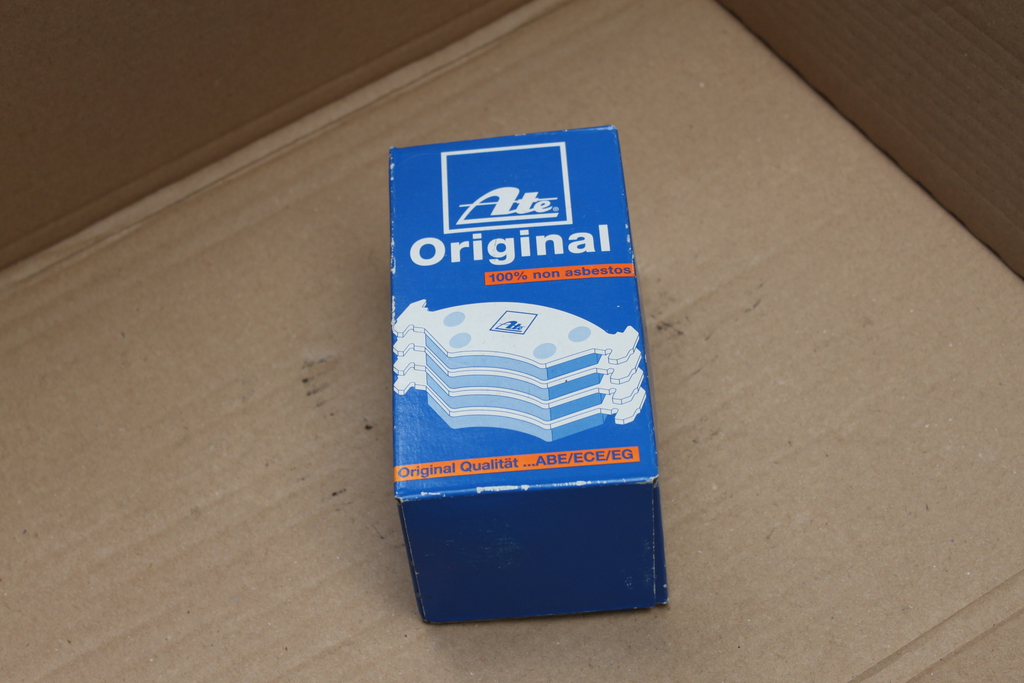 Ate®
Original
100% non asbestos
Ate
Original Qualität ...ABE/ECE/EG